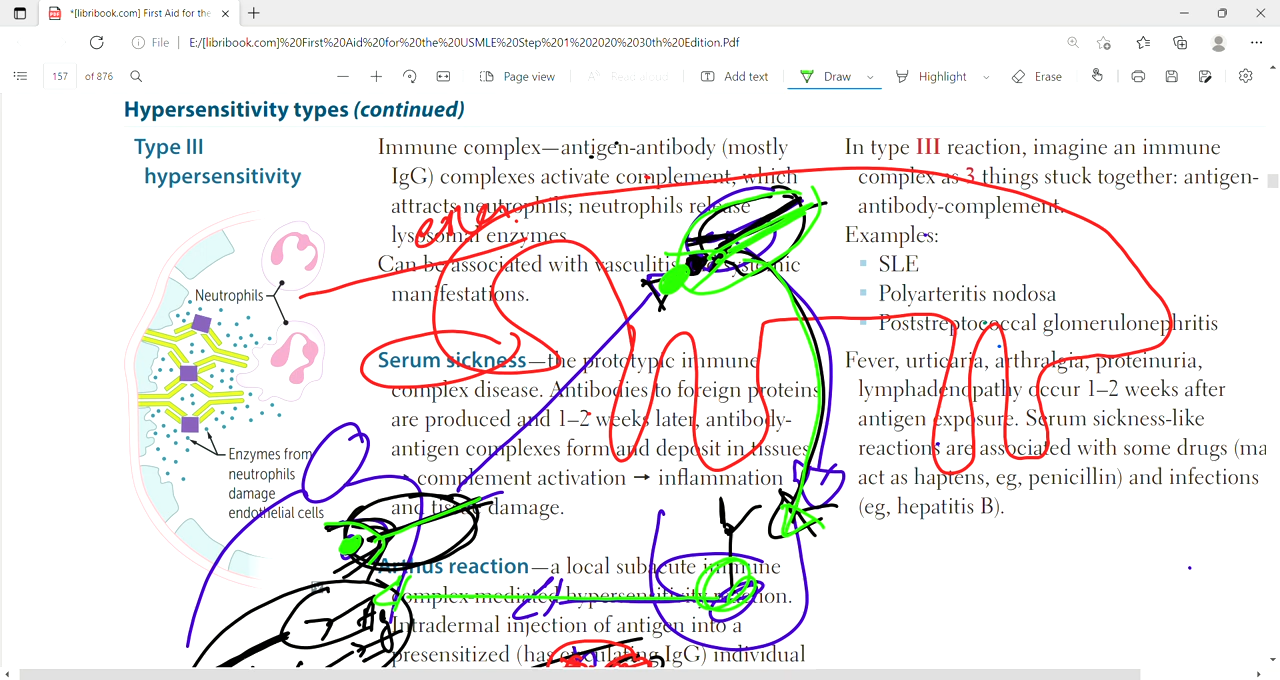 *[libribook.com] First Aid for the
File
E:/[libribook.com]%20First%20Aid%20for%20the%20USMLE%20Step%201%202020%2030th%20Edition.Pdf
157 of 876
Page view
Read aloud
Add text
Draw
Highlight
Erase
Hypersensitivity types (continued)
Type III
hypersensitivity
Neutrophils
Enzymes from
neutrophils
damage
endothelial cells
Immune complex—antigen-antibody (mostly
IgG) complexes activate complement, which
attracts neutrophils; neutrophils release
lysosomal enzymes.
Can be associated with vasculitis and systemic
manifestations.
Serum sickness—the prototypic immune
complex disease. Antibodies to foreign proteins
are produced and 1–2 weeks later, antibody-
antigen complexes form and deposit in tissues
→ complement activation → inflammation
and tissue damage.
Arthus reaction—a local subacute immune
complex-mediated hypersensitivity reaction.
Intradermal injection of antigen into a
presensitized (has circulating IgG) individual
In type III reaction, imagine an immune
complex as 3 things stuck together: antigen-
antibody-complement.
Examples:
SLE
Polyarteritis nodosa
Poststreptococcal glomerulonephritis
Fever, urticaria, arthralgia, proteinuria,
lymphadenopathy occur 1–2 weeks after
antigen exposure. Serum sickness-like
reactions are associated with some drugs (ma
act as haptens, eg, penicillin) and infections
(eg, hepatitis B).